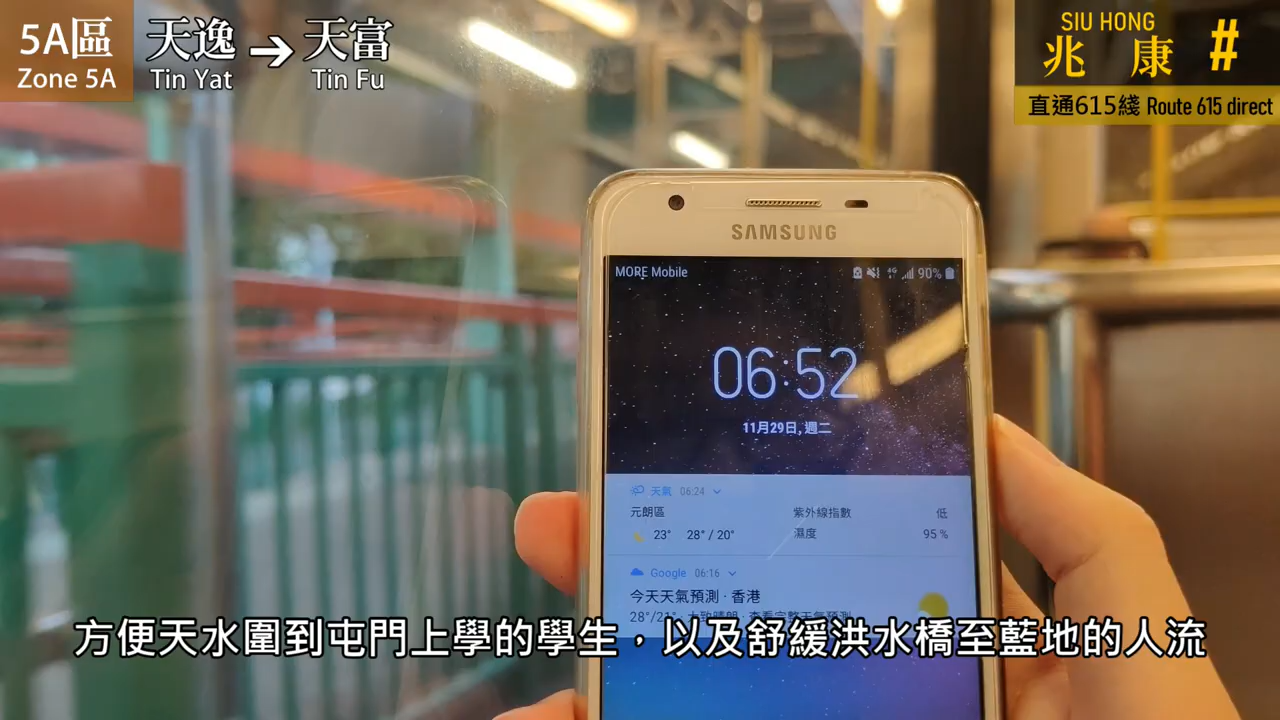 5A區
Zone 5A
天逸 → 天富
Tin Yat Tin Fu
SIU HONG
兆康 #
直通615綫 Route 615 direct
SAMSUNG
MORE Mobile 4G 90%
06:52
11月29日, 週二
天氣 06:24
元朗區 紫外線指數 低
23° 28° / 20° 濕度 95 %
Google 06:16
今天天氣預測 · 香港
28°/21°
方便天水圍到屯門上學的學生，以及舒緩洪水橋至藍地的人流